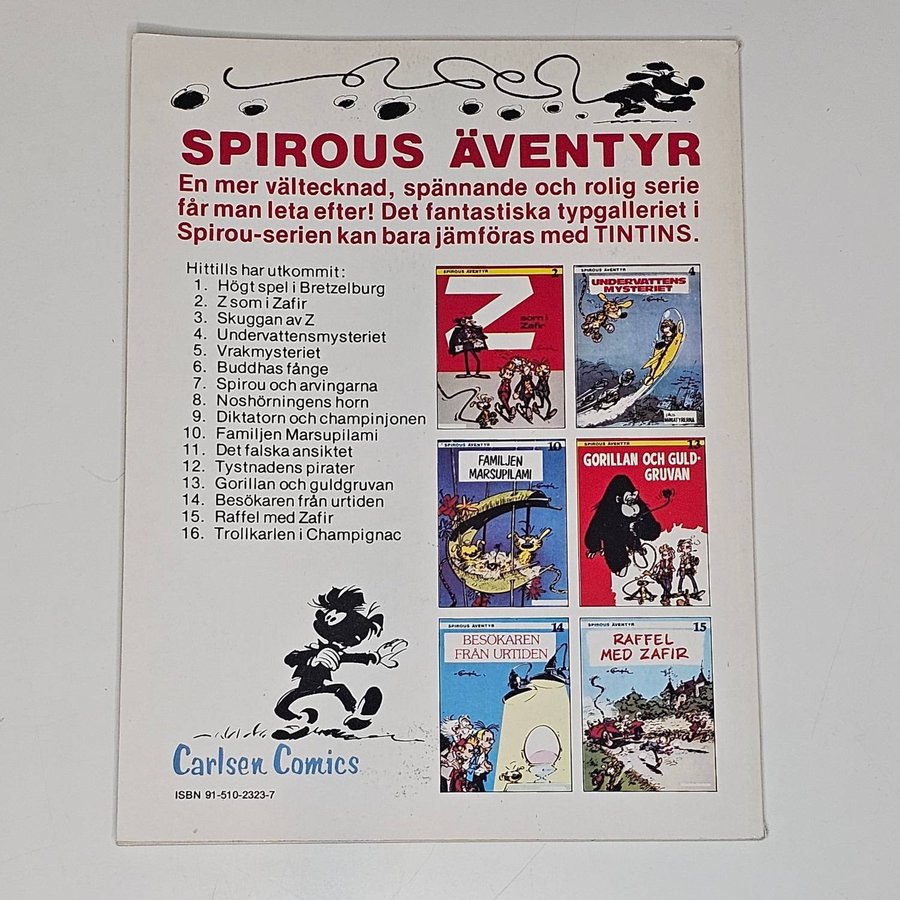 SPIROUS ÄVENTYR
En mer vältecknad, spännande och rolig serie
får man leta efter! Det fantastiska typgalleriet i
Spirou-serien kan bara jämföras med TINTINS.
Hittills har utkommit:
1. Högt spel i Bretzelburg
2. Z som i Zafir
3. Skuggan av Z
4. Undervattensmysteriet
5. Vrakmysteriet
6. Buddhas fånge
7. Spirou och arvingarna
8. Noshörningens horn
9. Diktatorn och champinjonen
10. Familjen Marsupilami
11. Det falska ansiktet
12. Tystnadens pirater
13. Gorillan och guldgruvan
14. Besökaren från urtiden
15. Raffel med Zafir
16. Trollkarlen i Champignac
SPIROUS ÄVENTYR 2
Z
som i
Zafir
SPIROUS ÄVENTYR 4
UNDERVATTENS
MYSTERIET
SPIROUS ÄVENTYR 10
FAMILJEN
MARSUPILAMI
SPIROUS ÄVENTYR 13
GORILLAN OCH GULD-
GRUVAN
SPIROUS ÄVENTYR 14
BESÖKAREN
FRÅN URTIDEN
SPIROUS ÄVENTYR 15
RAFFEL
MED ZAFIR
Carlsen Comics
ISBN 91-510-2323-7